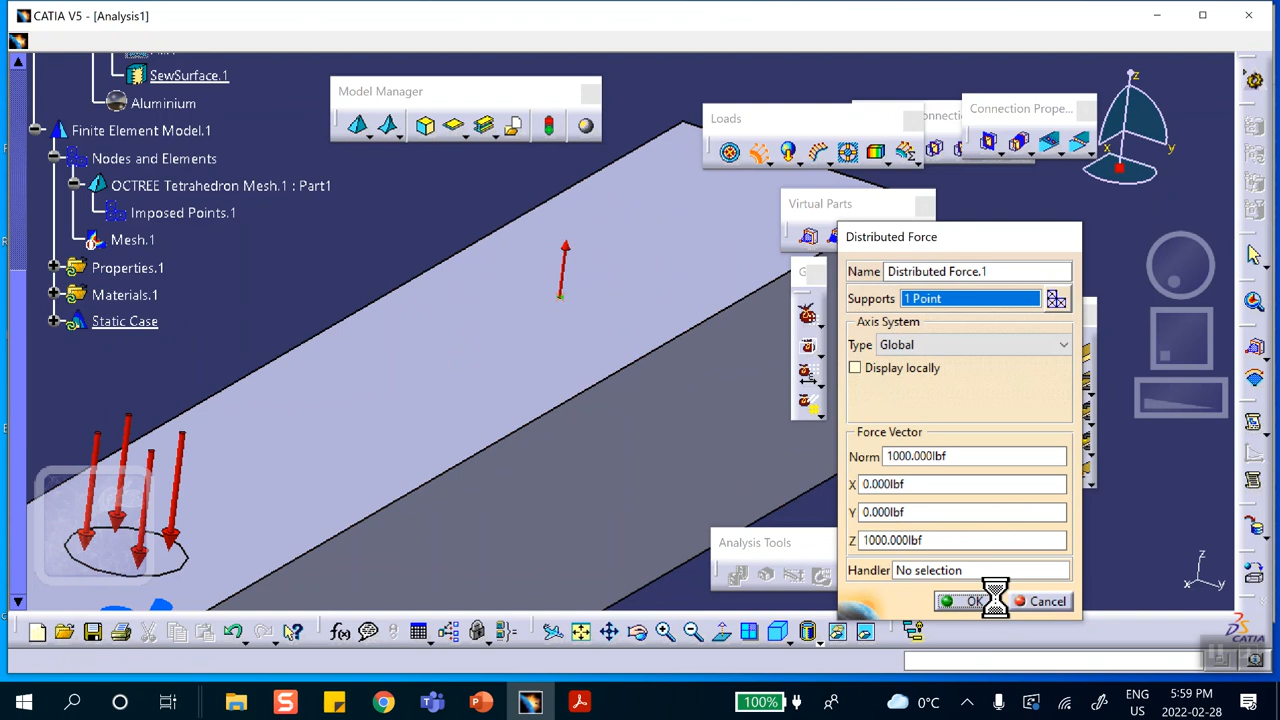 CATIA V5 - [Analysis1]
SewSurface.1
Aluminium
Finite Element Model.1
Nodes and Elements
OCTREE Tetrahedron Mesh.1 : Part1
Imposed Points.1
Mesh.1
Properties.1
Materials.1
Static Case
Model Manager
Loads
Connection Prope...
z
x
y
Virtual Parts
G
Distributed Force
Name Distributed Force.1
Supports 1 Point
Axis System
Type Global
Display locally
Force Vector
Norm 1000.000lbf
X 0.000lbf
Y 0.000lbf
Z 1000.000lbf
Handler No selection
OK Cancel
Analysis Tools
z
x y
f(x)
CATIA
100%
0°C
ENG
US
5:59 PM
2022-02-28